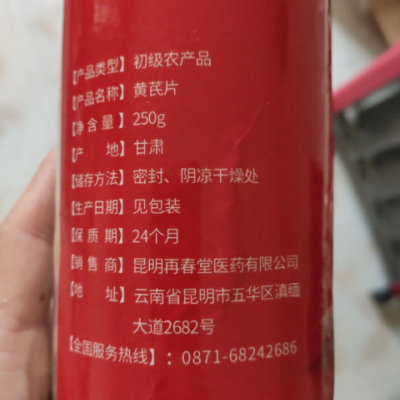 【产品类型】初级农产品
【产品名称】黄芪片
【净含量】250g
【产 地】甘肃
【储存方法】密封、阴凉干燥处
【生产日期】见包装
【保质期】24个月
【销售商】昆明再春堂医药有限公司
【地 址】云南省昆明市五华区滇缅
大道2682号
【全国服务热线】：0871-68242686